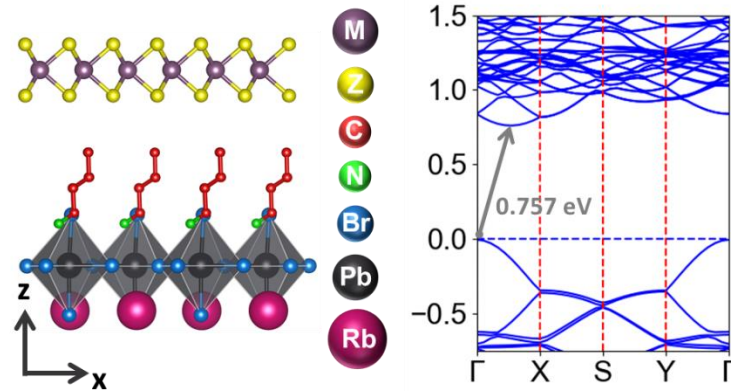 M
Z
C
N
Br
Pb
Rb
z
x
1.5
1.0
0.5
0.0
−0.5
0.757 eV
Γ X S Y Γ